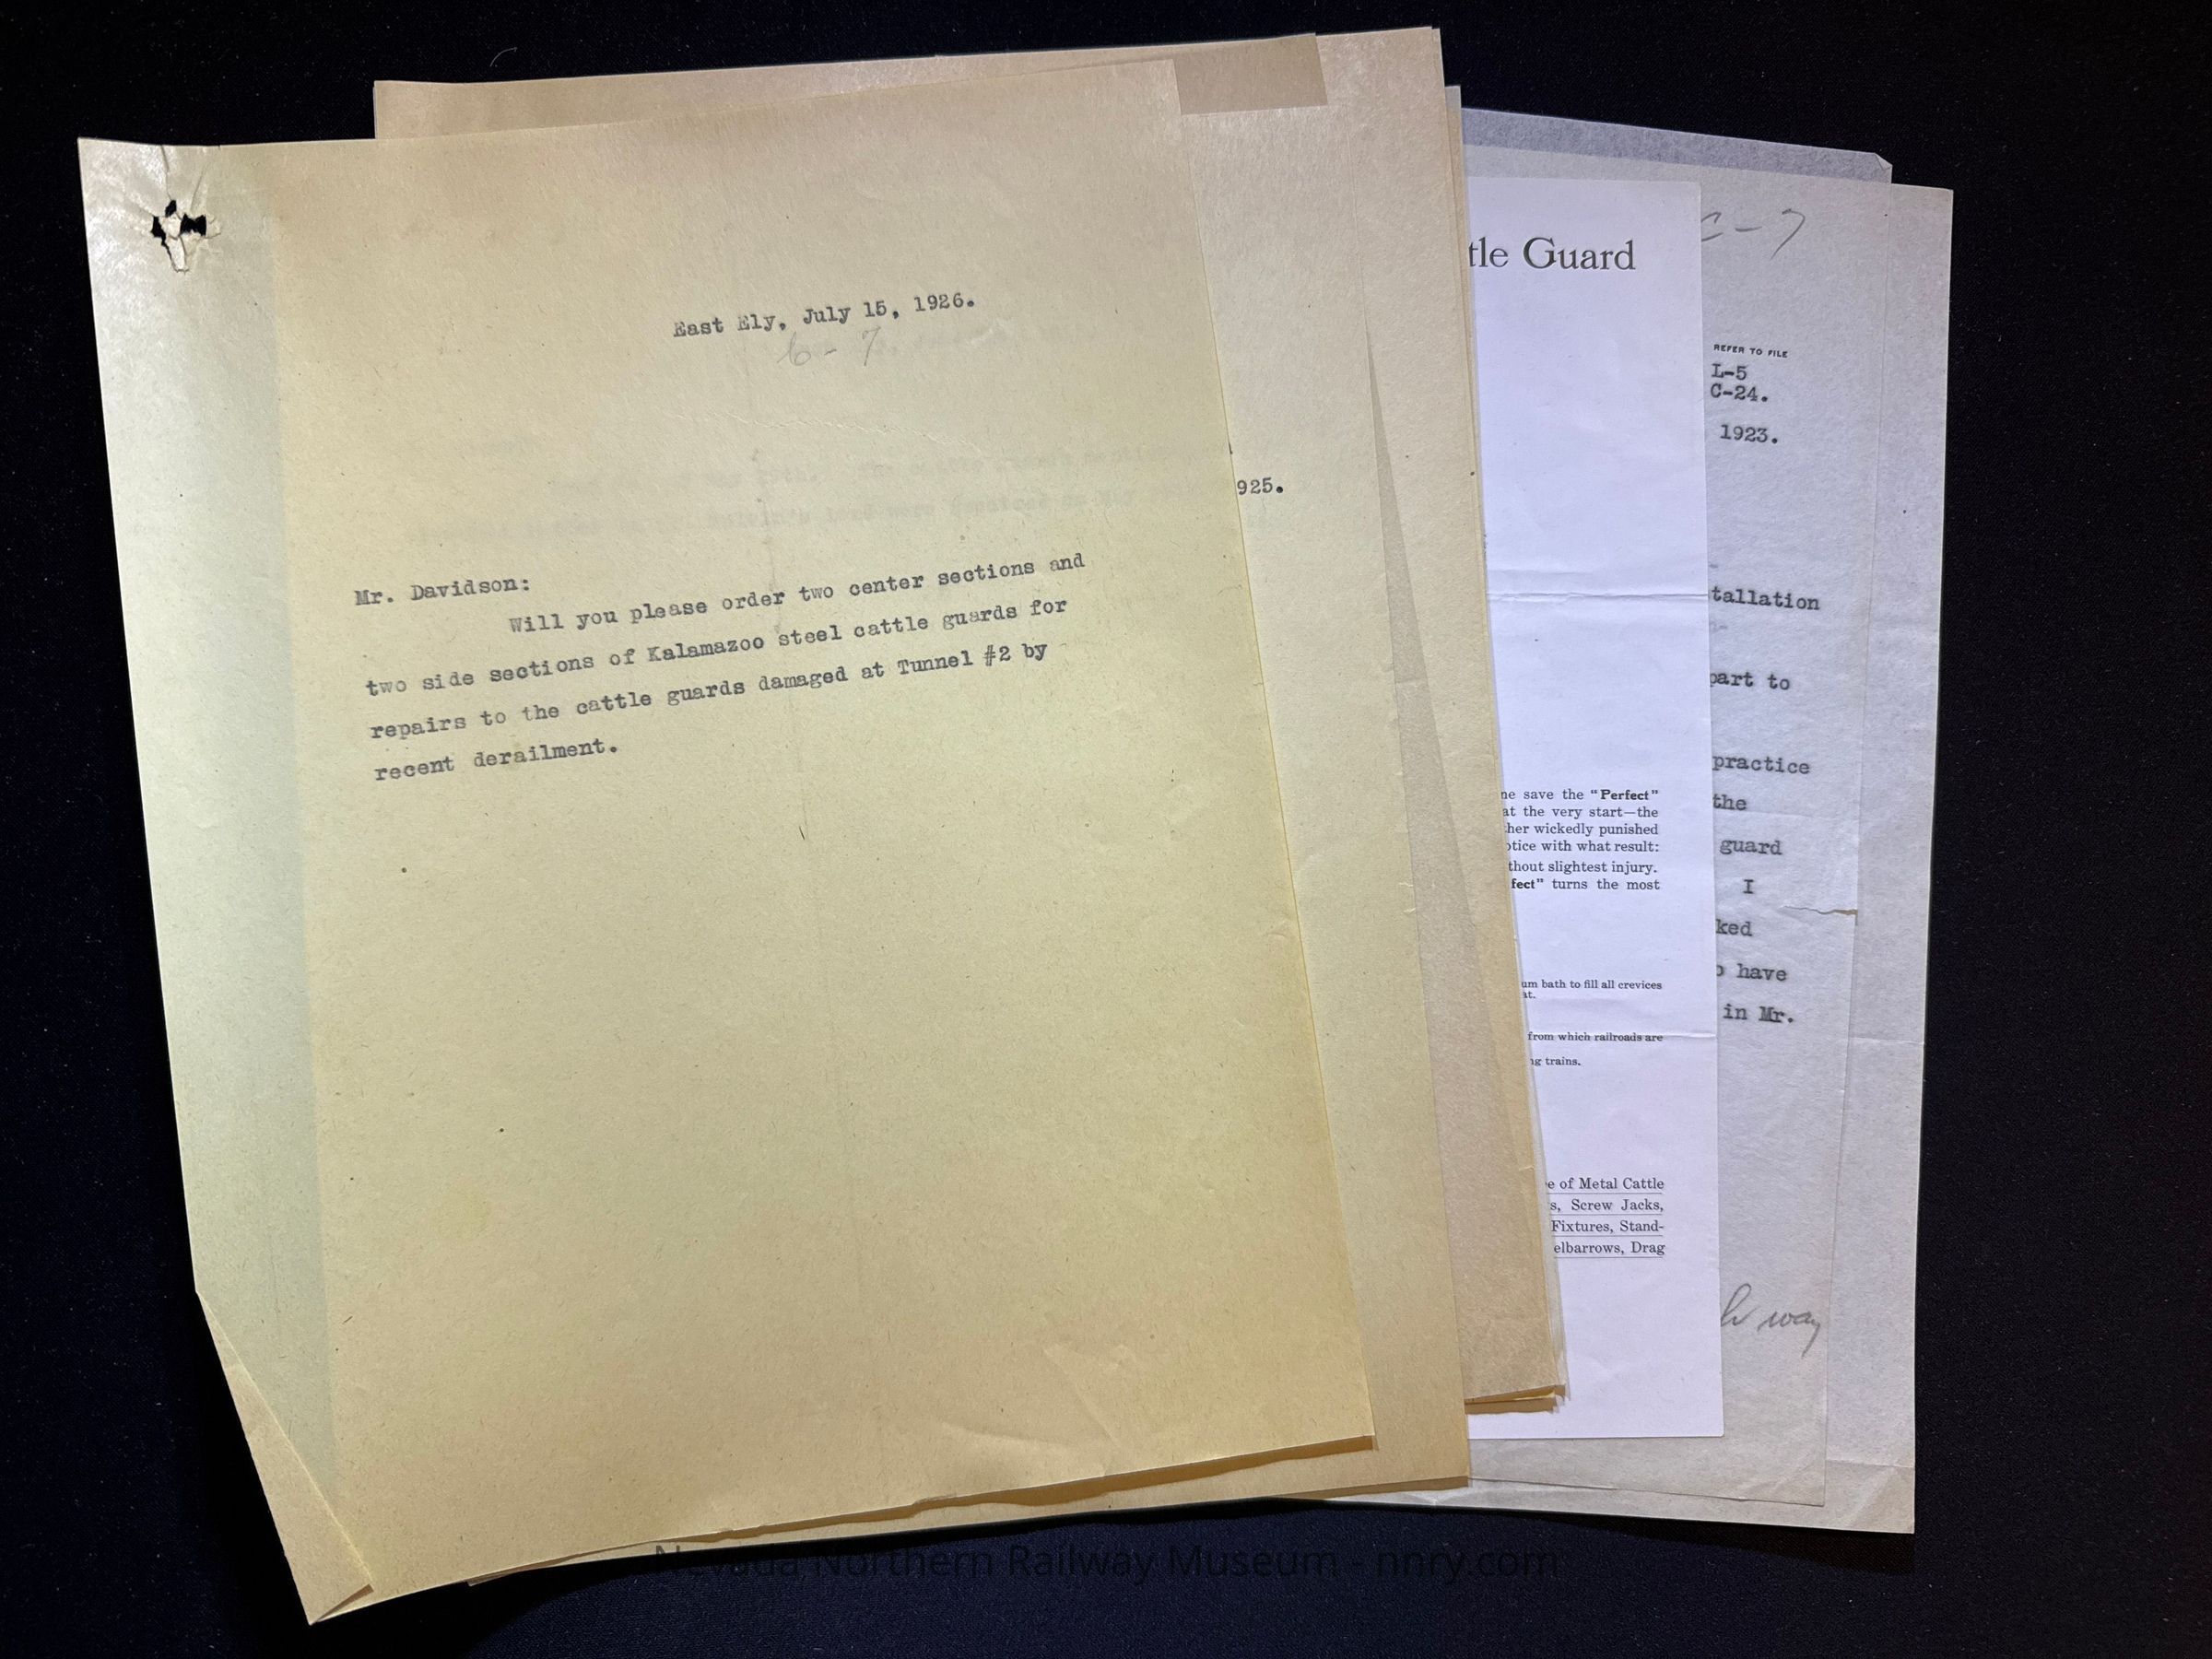 East Ely, July 15, 1926.
6- 7
Mr. Davidson:
Will you please order two center sections and
two side sections of Kalamazoo steel cattle guards for
repairs to the cattle guards damaged at Tunnel #2 by
recent derailment.
925.
tle Guard
ne save the “Perfect”
at the very start—the
her wickedly punished
otice with what result:
thout slightest injury.
fect” turns the most
um bath to fill all crevices
at.
from which railroads are
ng trains.
e of Metal Cattle
s, Screw Jacks,
Fixtures, Stand-
elbarrows, Drag
C-7
REFER TO FILE
L-5
C-24.
1923.
tallation
part to
practice
the
guard
I
ked
o have
in Mr.
way
Nevada Northern Railway Museum - nnry.com